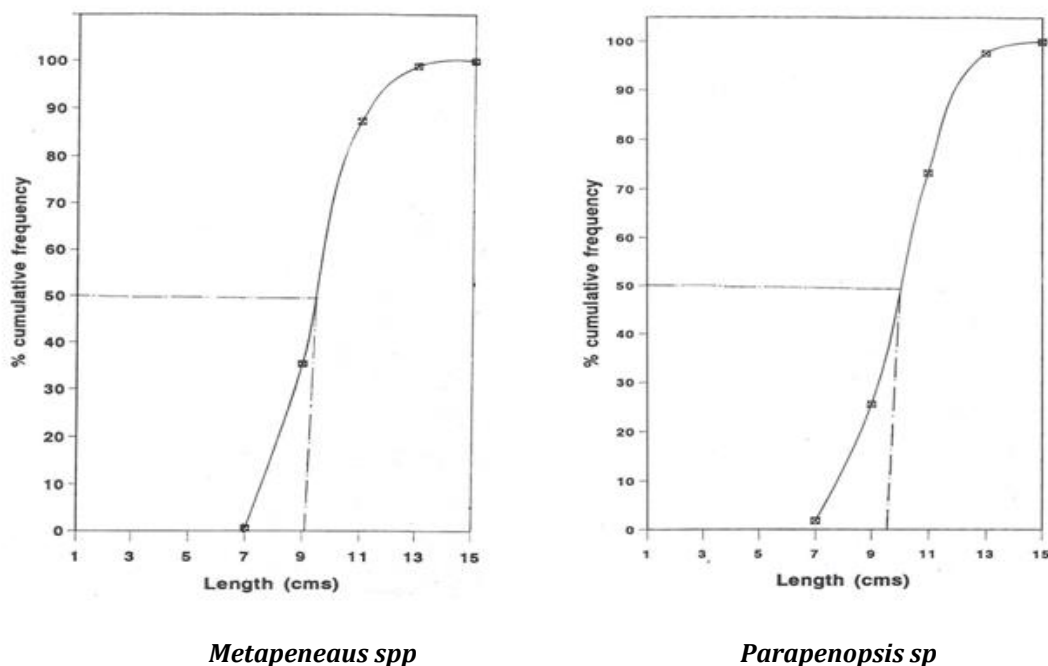 % cumulative frequency
100
90
80
70
60
50
40
30
20
10
0
1 3 5 7 9 11 13 15
Length (cms)
Metapeneaus spp
% cumulative frequency
100
90
80
70
60
50
40
30
20
10
0
1 3 5 7 9 11 13 15
Length (cms)
Parapenopsis sp